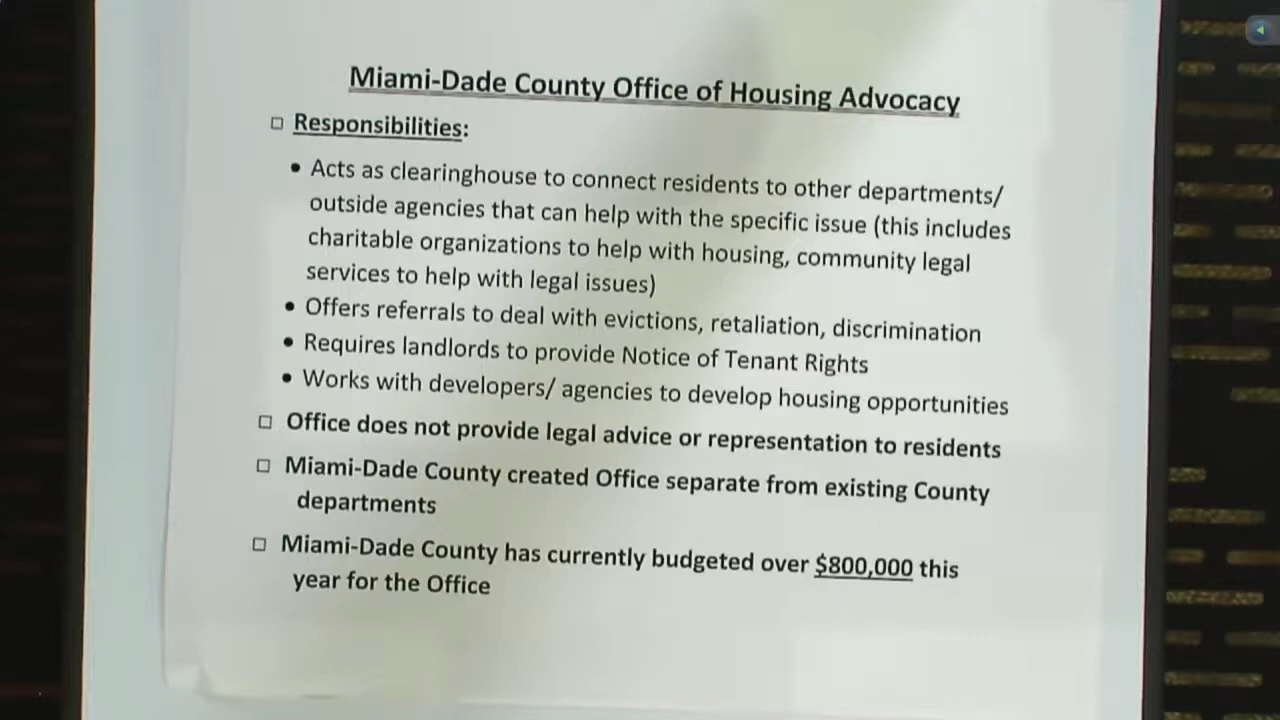 Miami-Dade County Office of Housing Advocacy
Responsibilities:
• Acts as clearinghouse to connect residents to other departments/
outside agencies that can help with the specific issue (this includes
charitable organizations to help with housing, community legal
services to help with legal issues)
• Offers referrals to deal with evictions, retaliation, discrimination
• Requires landlords to provide Notice of Tenant Rights
• Works with developers/ agencies to develop housing opportunities
Office does not provide legal advice or representation to residents
Miami-Dade County created Office separate from existing County
departments
Miami-Dade County has currently budgeted over $800,000 this
year for the Office